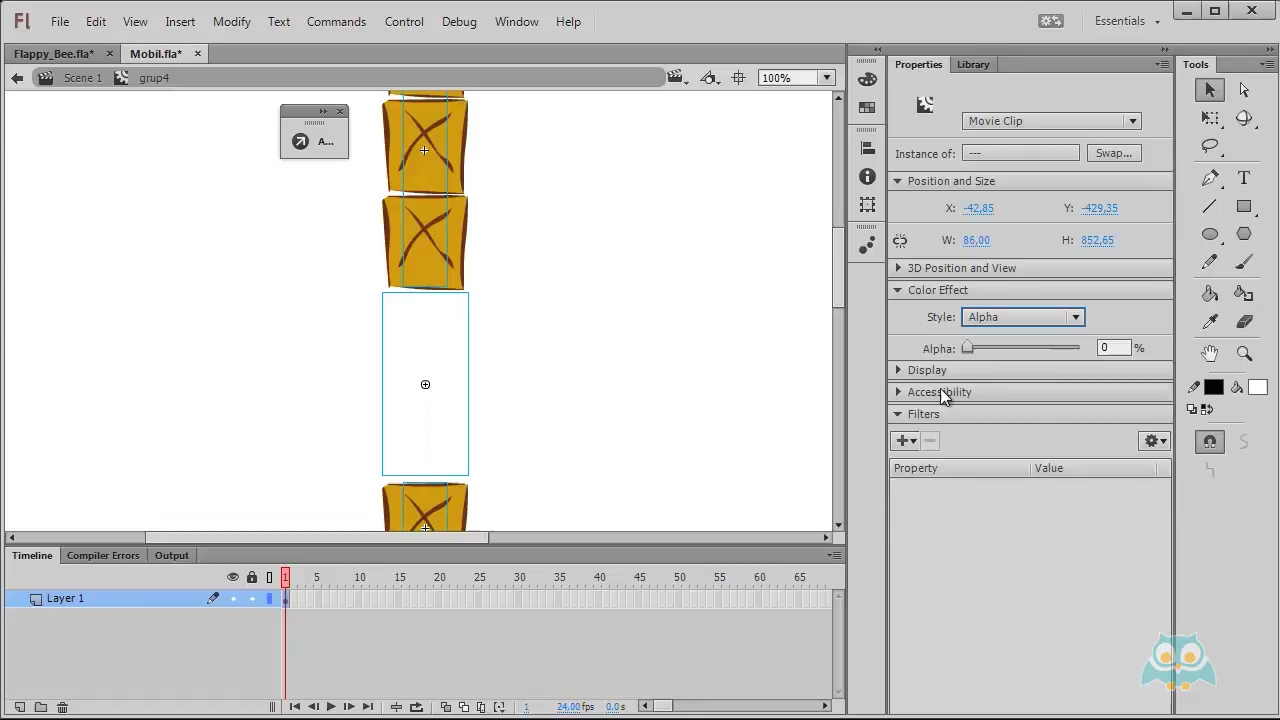 Fl File Edit View Insert Modify Text Commands Control Debug Window Help Essentials
Flappy_Bee.fla* × Mobil.fla* ×
Scene 1 grup4 100%
A...
Properties Library
Movie Clip
Instance of: --- Swap...
Position and Size
X: -42,85 Y: -429,35
W: 86,00 H: 852,65
3D Position and View
Color Effect
Style: Alpha
Alpha: 0 %
Display
Accessibility
Filters
Property Value
Tools
T
S
Timeline Compiler Errors Output
1 5 10 15 20 25 30 35 40 45 50 55 60 65
Layer 1
1 24,00 fps 0,0 s